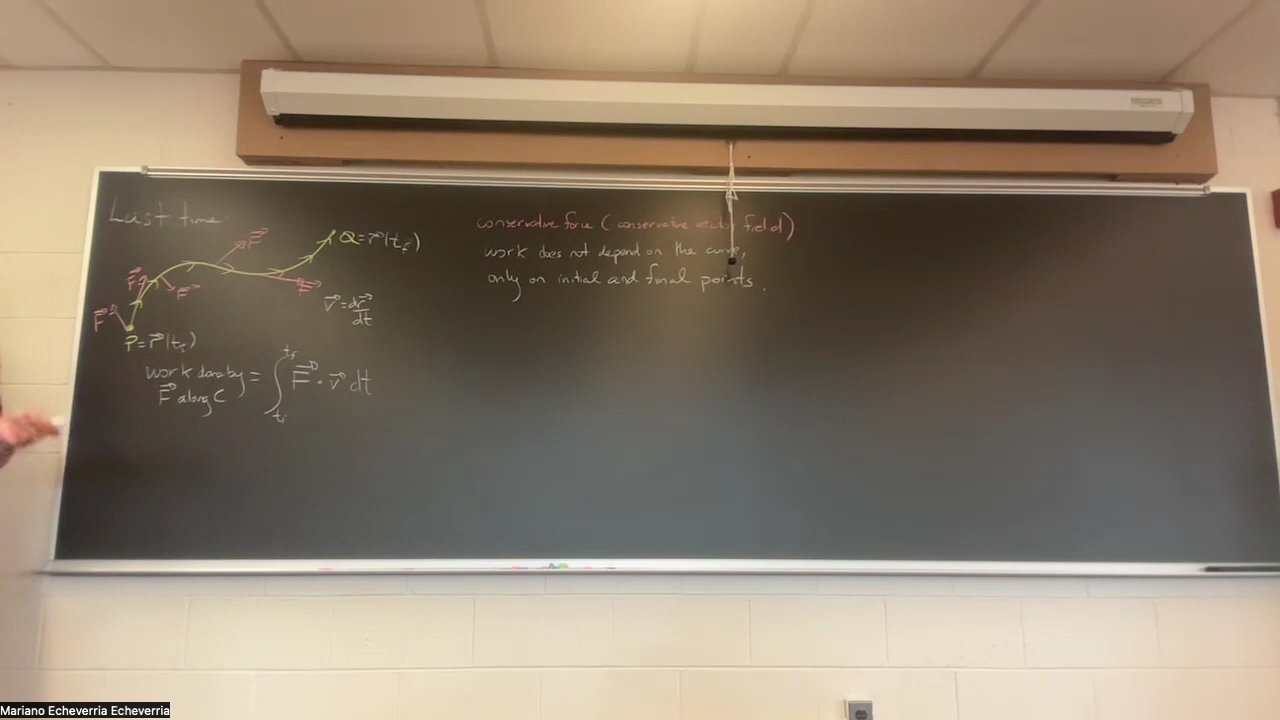 Last time:
F⃗
Q = r⃗(t_f)
F⃗
F⃗
F⃗
F⃗
v⃗ = dr⃗/dt
P = r⃗(t_i)
work done by F⃗ along C = ∫_{t_i}^{t_f} F⃗ · v⃗ dt
conservative force (conservative vector field)
work does not depend on the curve,
only on initial and final points.
Mariano Echeverria Echeverria